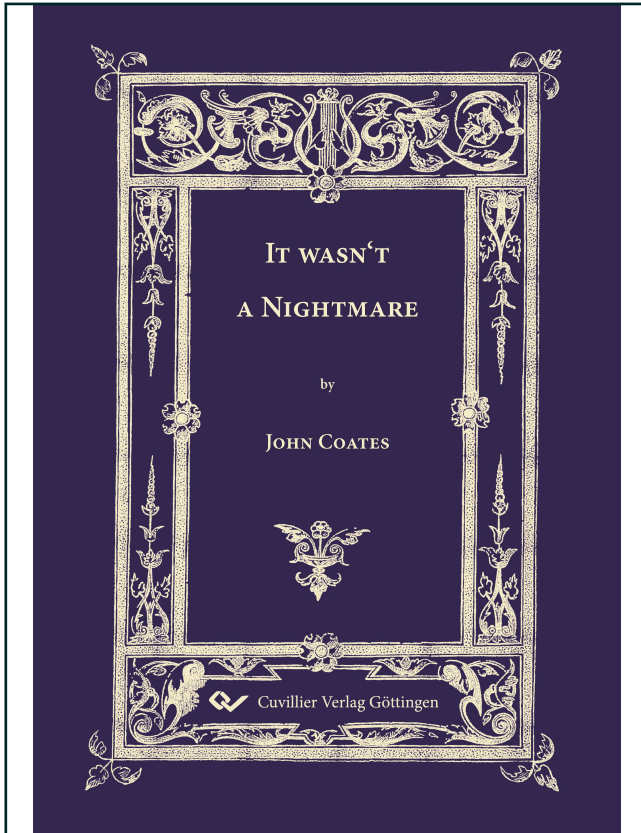 IT WASN‘T
A NIGHTMARE
by
JOHN COATES
Cuvillier Verlag Göttingen